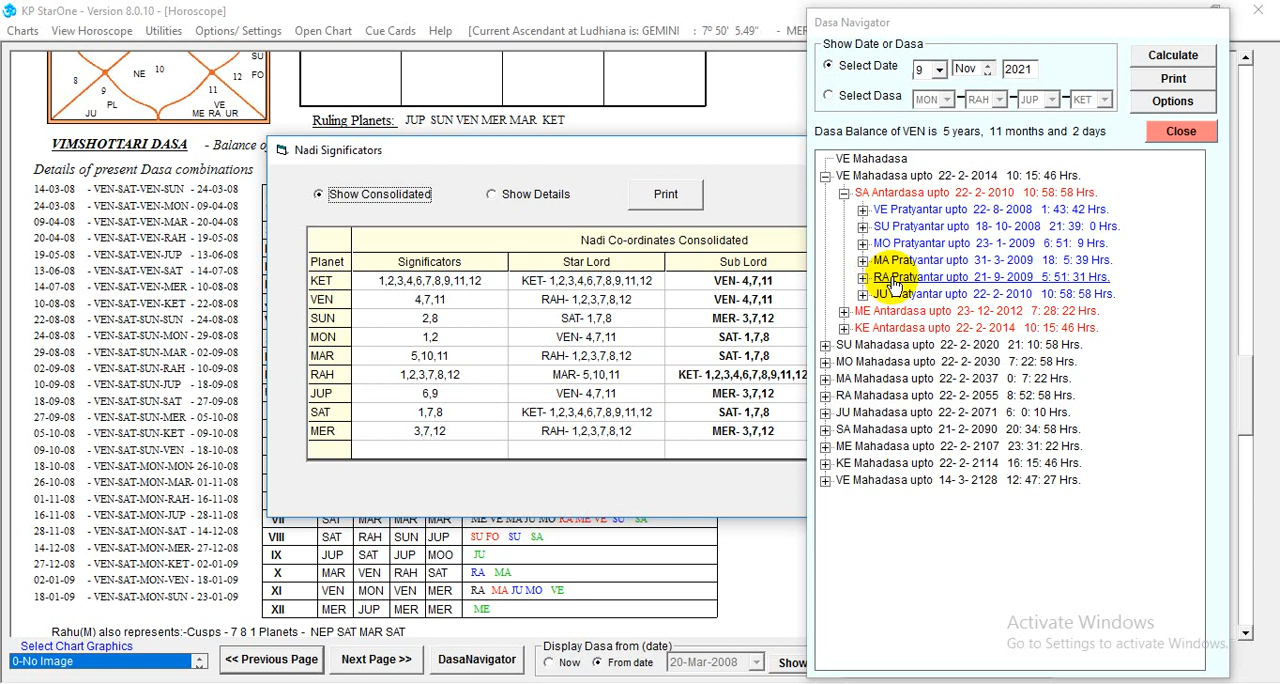 KP StarOne - Version 8.0.10 - [Horoscope]
Charts View Horoscope Utilities Options/ Settings Open Chart Cue Cards Help [Current Ascendant at Ludhiana is: GEMINI : 7º 50' 5.49" - MER
SU
8 NE 10 12 FO
9 11
PL VE
JU ME RA UR
Ruling Planets: JUP SUN VEN MER MAR KET
VIMSHOTTARI DASA - Balance o
Details of present Dasa combinations
14-03-08 - VEN-SAT-VEN-SUN - 24-03-08
24-03-08 - VEN-SAT-VEN-MON - 09-04-08
09-04-08 - VEN-SAT-VEN-MAR - 20-04-08
20-04-08 - VEN-SAT-VEN-RAH - 19-05-08
19-05-08 - VEN-SAT-VEN-JUP - 13-06-08
13-06-08 - VEN-SAT-VEN-SAT - 14-07-08
14-07-08 - VEN-SAT-VEN-MER - 10-08-08
10-08-08 - VEN-SAT-VEN-KET - 22-08-08
22-08-08 - VEN-SAT-SUN-SUN - 24-08-08
24-08-08 - VEN-SAT-SUN-MON - 29-08-08
29-08-08 - VEN-SAT-SUN-MAR - 02-09-08
02-09-08 - VEN-SAT-SUN-RAH - 10-09-08
10-09-08 - VEN-SAT-SUN-JUP - 18-09-08
18-09-08 - VEN-SAT-SUN-SAT - 27-09-08
27-09-08 - VEN-SAT-SUN-MER - 05-10-08
05-10-08 - VEN-SAT-SUN-KET - 09-10-08
09-10-08 - VEN-SAT-SUN-VEN - 18-10-08
18-10-08 - VEN-SAT-MON-MON- 26-10-08
26-10-08 - VEN-SAT-MON-MAR- 01-11-08
01-11-08 - VEN-SAT-MON-RAH- 16-11-08
16-11-08 - VEN-SAT-MON-JUP - 28-11-08
28-11-08 - VEN-SAT-MON-SAT - 14-12-08
14-12-08 - VEN-SAT-MON-MER- 27-12-08
27-12-08 - VEN-SAT-MON-KET- 02-01-09
02-01-09 - VEN-SAT-MON-VEN - 18-01-09
18-01-09 - VEN-SAT-MON-SUN - 23-01-09
Nadi Significators
Show Consolidated Show Details Print
Nadi Co-ordinates Consolidated
Planet Significators Star Lord Sub Lord
KET 1,2,3,4,6,7,8,9,11,12 KET- 1,2,3,4,6,7,8,9,11,12 VEN- 4,7,11
VEN 4,7,11 RAH- 1,2,3,7,8,12 VEN- 4,7,11
SUN 2,8 SAT- 1,7,8 MER- 3,7,12
MON 1,2 VEN- 4,7,11 SAT- 1,7,8
MAR 5,10,11 RAH- 1,2,3,7,8,12 SAT- 1,7,8
RAH 1,2,3,7,8,12 MAR- 5,10,11 KET- 1,2,3,4,6,7,8,9,11,12
JUP 6,9 VEN- 4,7,11 MER- 3,7,12
SAT 1,7,8 KET- 1,2,3,4,6,7,8,9,11,12 SAT- 1,7,8
MER 3,7,12 RAH- 1,2,3,7,8,12 MER- 3,7,12
VII SAT MAR MAR MAR ME VE MA JU MO RA ME VE SU SA
VIII SAT RAH SUN JUP SU FO SU SA
IX JUP SAT JUP MOO JU
X MAR VEN RAH SAT RA MA
XI VEN MON VEN MER RA MA JU MO VE
XII MER JUP MER MER ME
Rahu(M) also represents:-Cusps - 7 8 1 Planets - NEP SAT MAR SAT
Select Chart Graphics
0-No Image
<< Previous Page Next Page >> DasaNavigator
Display Dasa from (date)
Now From date 20-Mar-2008 Show
Dasa Navigator
Show Date or Dasa
Select Date 9 Nov 2021
Select Dasa MON - RAH - JUP - KET
Calculate
Print
Options
Dasa Balance of VEN is 5 years, 11 months and 2 days
Close
VE Mahadasa
VE Mahadasa upto 22- 2- 2014 10: 15: 46 Hrs.
SA Antardasa upto 22- 2- 2010 10: 58: 58 Hrs.
VE Pratyantar upto 22- 8- 2008 1: 43: 42 Hrs.
SU Pratyantar upto 18- 10- 2008 21: 39: 0 Hrs.
MO Pratyantar upto 23- 1- 2009 6: 51: 9 Hrs.
MA Pratyantar upto 31- 3- 2009 18: 5: 39 Hrs.
RA Pratyantar upto 21- 9- 2009 5: 51: 31 Hrs.
JU Pratyantar upto 22- 2- 2010 10: 58: 58 Hrs.
ME Antardasa upto 23- 12- 2012 7: 28: 22 Hrs.
KE Antardasa upto 22- 2- 2014 10: 15: 46 Hrs.
SU Mahadasa upto 22- 2- 2020 21: 10: 58 Hrs.
MO Mahadasa upto 22- 2- 2030 7: 22: 58 Hrs.
MA Mahadasa upto 22- 2- 2037 0: 7: 22 Hrs.
RA Mahadasa upto 22- 2- 2055 8: 52: 58 Hrs.
JU Mahadasa upto 22- 2- 2071 6: 0: 10 Hrs.
SA Mahadasa upto 21- 2- 2090 20: 34: 58 Hrs.
ME Mahadasa upto 22- 2- 2107 23: 31: 22 Hrs.
KE Mahadasa upto 22- 2- 2114 16: 15: 46 Hrs.
VE Mahadasa upto 14- 3- 2128 12: 47: 27 Hrs.
Activate Windows
Go to Settings to activate Windows.